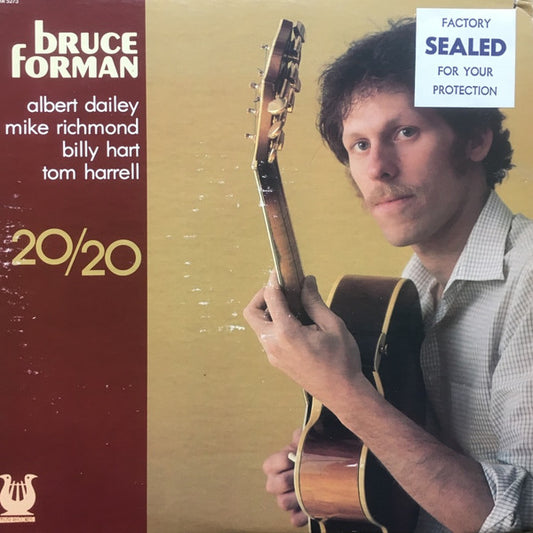 bruce
forman
albert dailey
mike richmond
billy hart
tom harrell
20/20
FACTORY
SEALED
FOR YOUR
PROTECTION